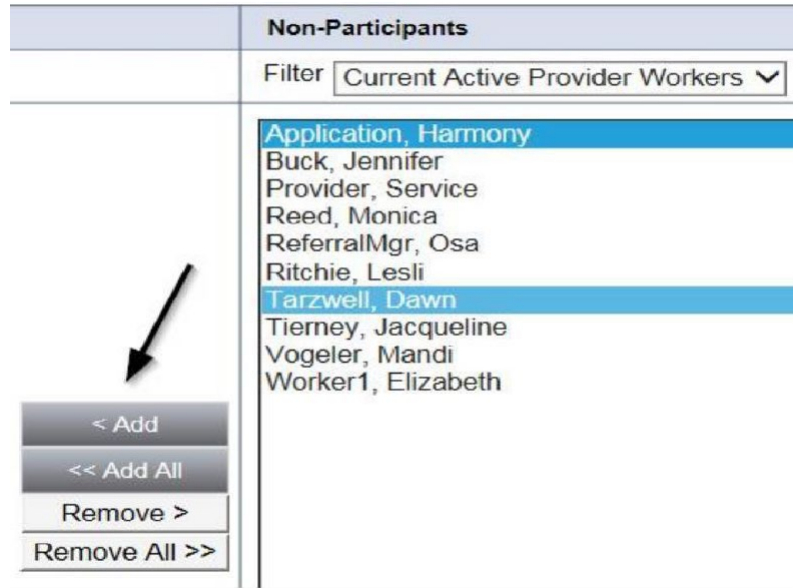 Non-Participants
Filter Current Active Provider Workers
Application, Harmony
Buck, Jennifer
Provider, Service
Reed, Monica
ReferralMgr, Osa
Ritchie, Lesli
Tarzwell, Dawn
Tierney, Jacqueline
Vogeler, Mandi
Worker1, Elizabeth
< Add
<< Add All
Remove >
Remove All >>